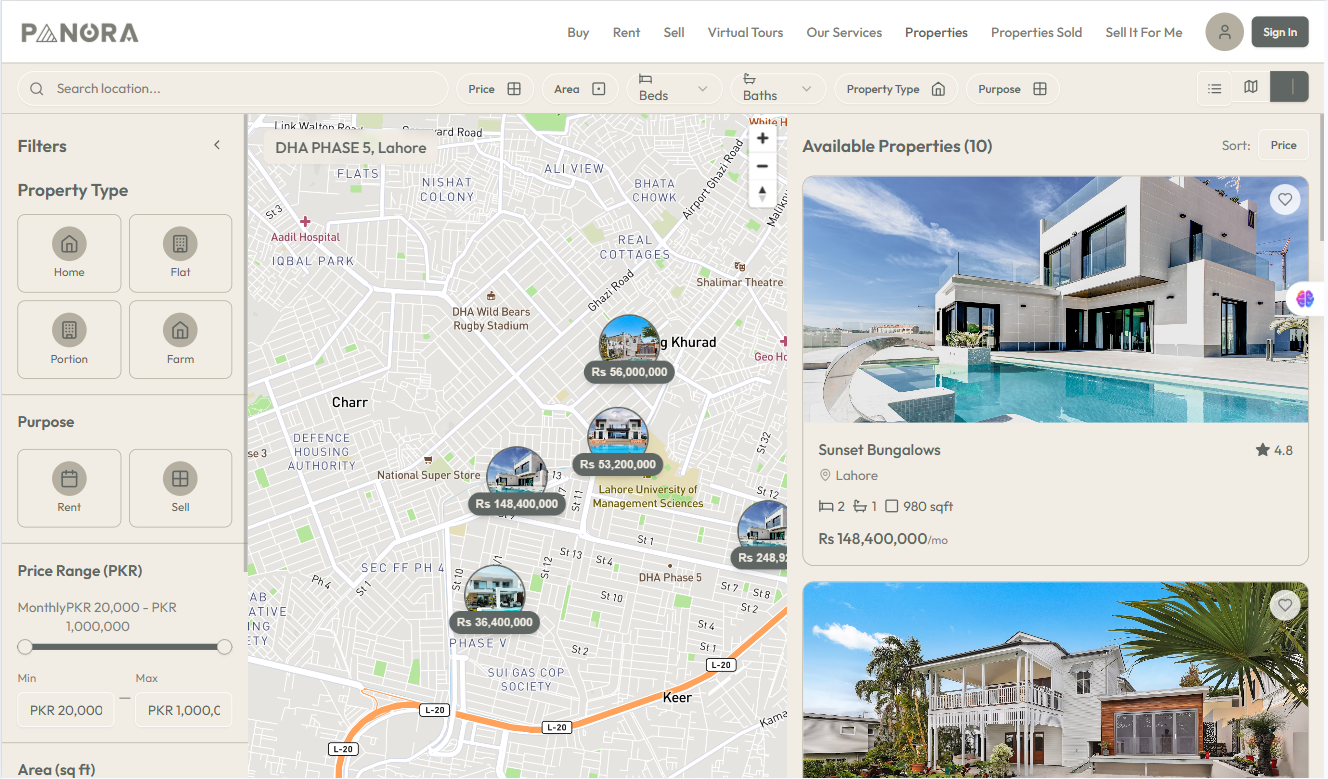 PANORA
Buy
Rent
Sell
Virtual Tours
Our Services
Properties
Properties Sold
Sell It For Me
Sign In
Search location...
Price
Area
Beds
Baths
Property Type
Purpose
Filters
Property Type
Home
Flat
Portion
Farm
Purpose
Rent
Sell
Price Range (PKR)
MonthlyPKR 20,000 - PKR
1,000,000
Min
Max
PKR 20,000
—
PKR 1,000,0
Area (sq ft)
Link Walton Road
DHA PHASE 5, Lahore
White H
FLATS
ALI VIEW
NISHAT
COLONY
BHATA
CHOWK
Airport Ghazi Road
St 3
Aadil Hospital
IQBAL PARK
REAL
COTTAGES
Ghazi Road
Shalimar Theatre
DHA Wild Bears
Rugby Stadium
g Khurad
Geo Ho
Rs 56,000,000
Charr
DEFENCE
HOUSING
AUTHORITY
se 3
National Super Store
13
17
St 11
St 32
Rs 53,200,000
Rs 148,400,000
Lahore University of
Management Sciences
St 12
Rs 248,92
St 1
St 13
St 14
St 12
SEC FF PH 4
Ph 4
St 1
St 10
DHA Phase 5
St 7
St 8
St 2
St 10
Rs 36,400,000
St 4
St 1
St 2
PHASE V
AB
ATIVE
ING
ETY
SUI GAS COP
SOCIETY
L-20
Keer
L-20
L-20
L-20
Kama
Available Properties (10)
Sort:
Price
Sunset Bungalows
4.8
Lahore
2
1
980 sqft
Rs 148,400,000/mo